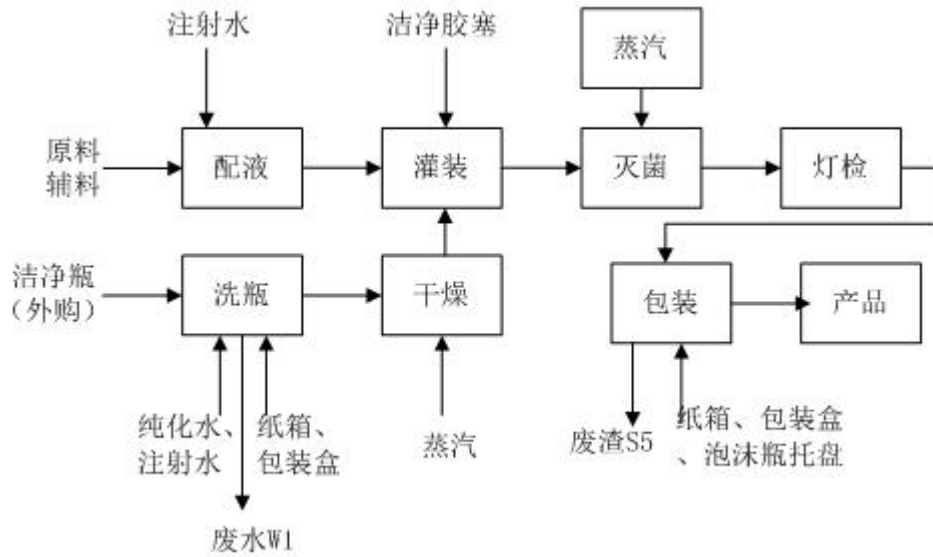 注射水
洁净胶塞
蒸汽
原料
辅料
配液
灌装
灭菌
灯检
洁净瓶
（外购）
洗瓶
干燥
包装
产品
纯化水、
注射水
纸箱、
包装盒
蒸汽
废渣S5
纸箱、包装盒
、泡沫瓶托盘
废水W1